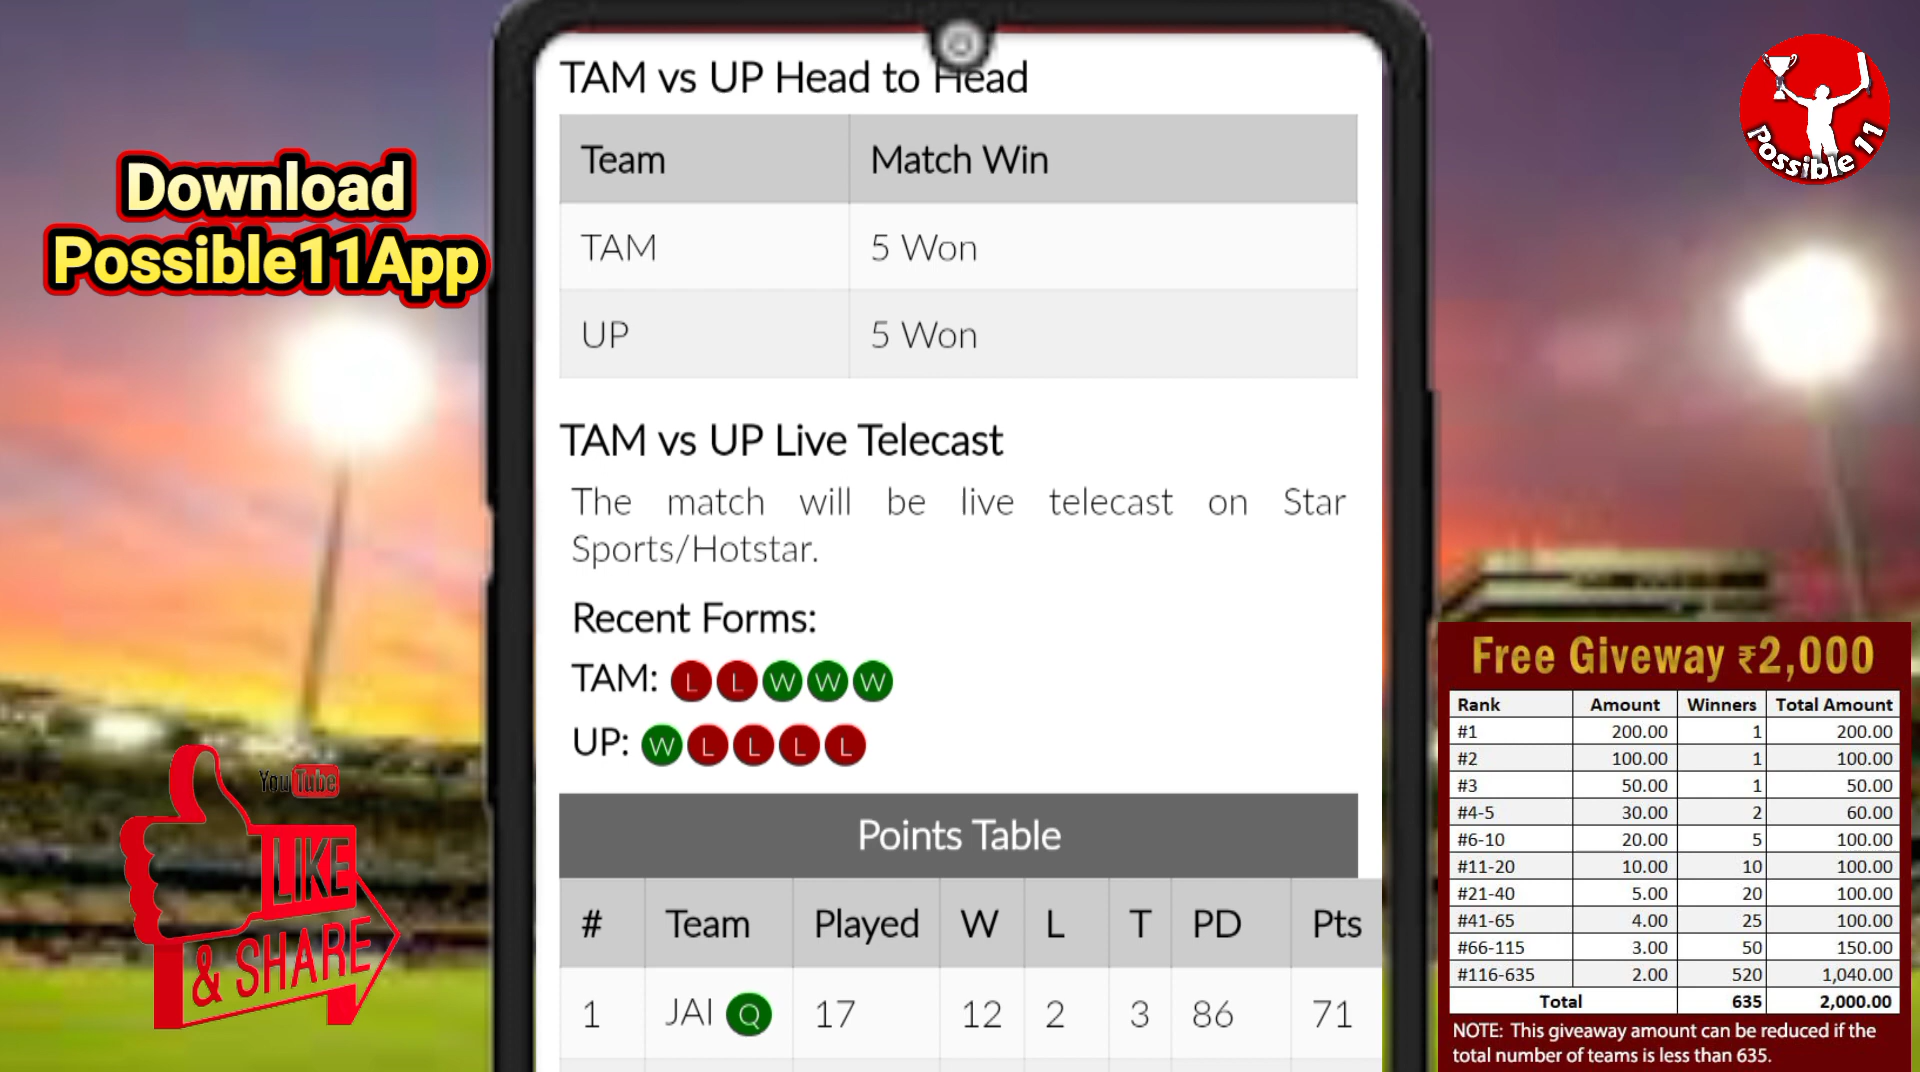 TAM vs UP Head to Head
Team Match Win
TAM 5 Won
UP 5 Won
TAM vs UP Live Telecast
The match will be live telecast on Star
Sports/Hotstar.
Recent Forms:
TAM: L L W W W
UP: W L L L L
Points Table
# Team Played W L T PD Pts
1 JAI Q 17 12 2 3 86 71
Download
Possible11App
YouTube
LIKE
& SHARE
Possible 11
Free Giveway ₹2,000
Rank Amount Winners Total Amount
#1 200.00 1 200.00
#2 100.00 1 100.00
#3 50.00 1 50.00
#4-5 30.00 2 60.00
#6-10 20.00 5 100.00
#11-20 10.00 10 100.00
#21-40 5.00 20 100.00
#41-65 4.00 25 100.00
#66-115 3.00 50 150.00
#116-635 2.00 520 1,040.00
Total 635 2,000.00
NOTE: This giveaway amount can be reduced if the
total number of teams is less than 635.